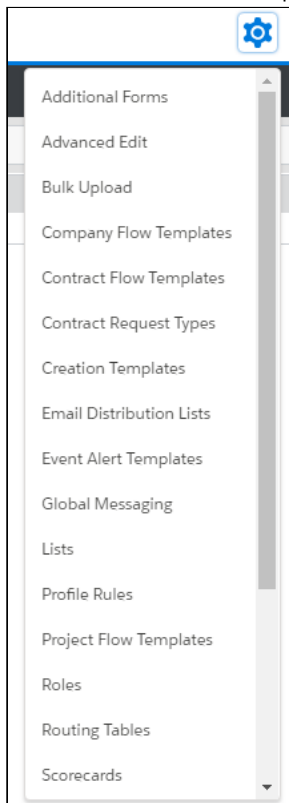 Additional Forms
Advanced Edit
Bulk Upload
Company Flow Templates
Contract Flow Templates
Contract Request Types
Creation Templates
Email Distribution Lists
Event Alert Templates
Global Messaging
Lists
Profile Rules
Project Flow Templates
Roles
Routing Tables
Scorecards